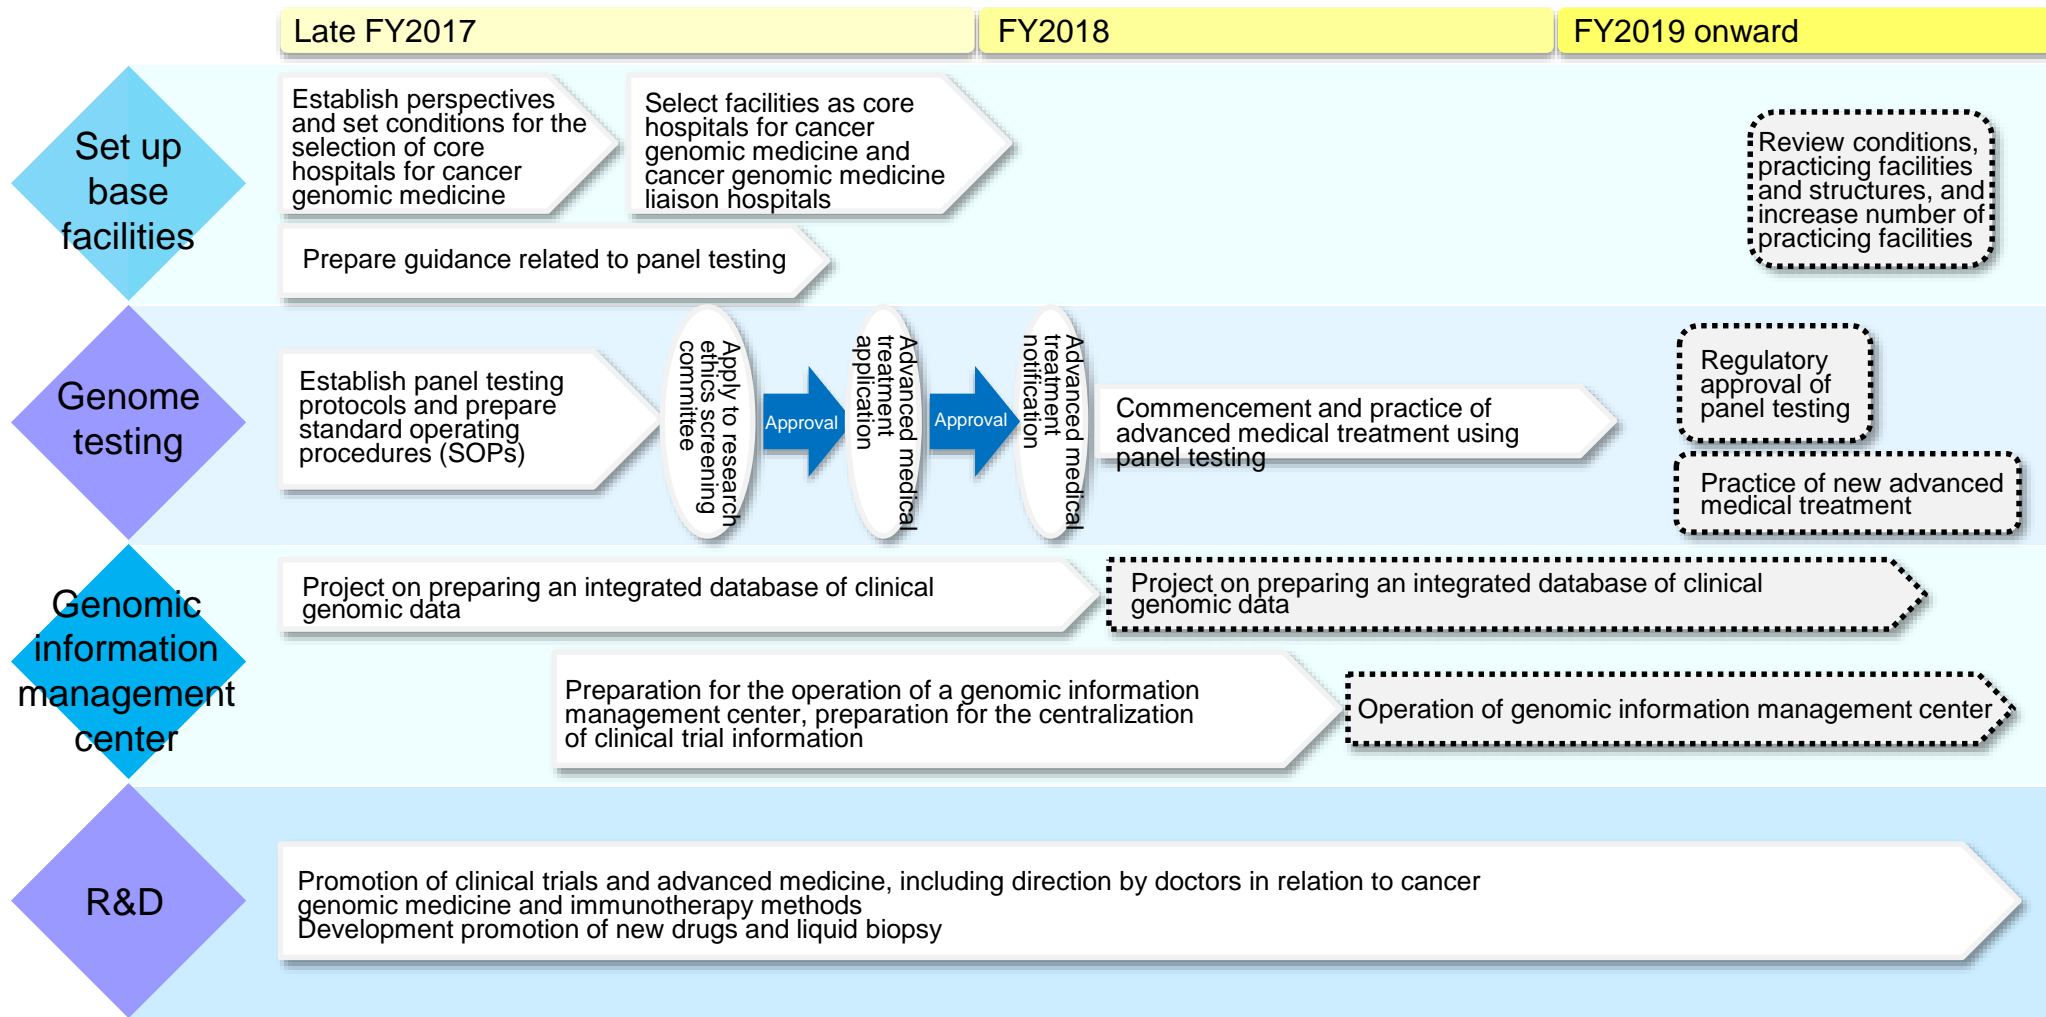 Late FY2017
FY2018
FY2019 onward
Set up
base
facilities
Establish perspectives
and set conditions for the
selection of core
hospitals for cancer
genomic medicine
Select facilities as core
hospitals for cancer
genomic medicine and
cancer genomic medicine
liaison hospitals
Review conditions,
practicing facilities
and structures, and
increase number of
practicing facilities
Prepare guidance related to panel testing
Genome
testing
Establish panel testing
protocols and prepare
standard operating
procedures (SOPs)
Apply to research
ethics screening
committee
Approval
Advanced medical
treatment
application
Approval
Advanced medical
treatment
notification
Commencement and practice of
advanced medical treatment using
panel testing
Regulatory
approval of
panel testing
Practice of new advanced
medical treatment
Genomic
information
management
center
Project on preparing an integrated database of clinical
genomic data
Project on preparing an integrated database of clinical
genomic data
Preparation for the operation of a genomic information
management center, preparation for the centralization
of clinical trial information
Operation of genomic information management center
R&D
Promotion of clinical trials and advanced medicine, including direction by doctors in relation to cancer
genomic medicine and immunotherapy methods
Development promotion of new drugs and liquid biopsy